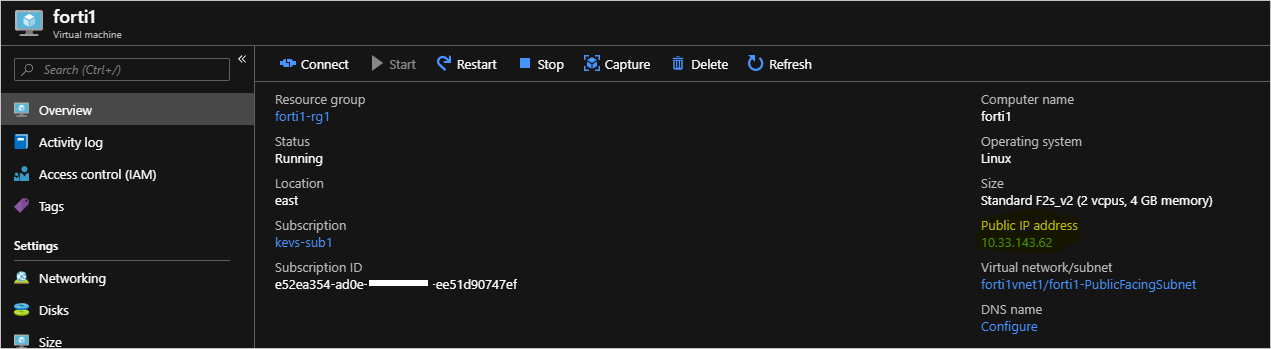 forti1
Virtual machine
Search (Ctrl+/)
«
Overview
Activity log
Access control (IAM)
Tags
Settings
Networking
Disks
Size
Connect Start Restart Stop Capture Delete Refresh
Resource group
forti1-rg1
Status
Running
Location
east
Subscription
kevs-sub1
Subscription ID
e52ea354-ad0e- -ee51d90747ef
Computer name
forti1
Operating system
Linux
Size
Standard F2s_v2 (2 vcpus, 4 GB memory)
Public IP address
10.33.143.62
Virtual network/subnet
forti1vnet1/forti1-PublicFacingSubnet
DNS name
Configure